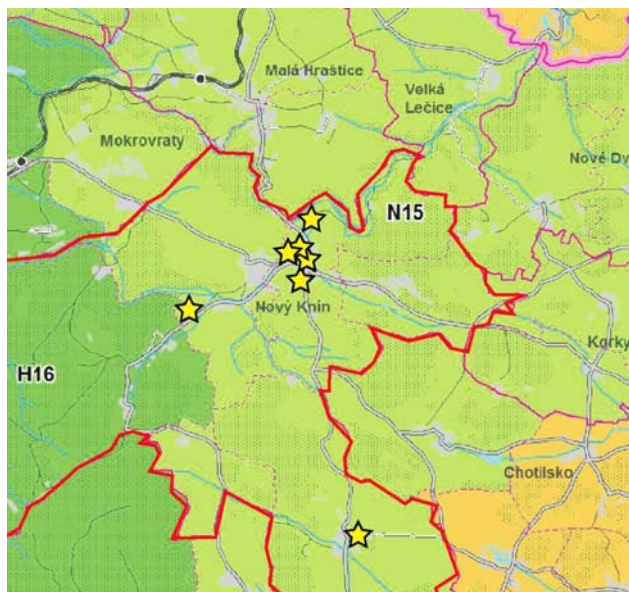 Malá Hraštice
Velká
Lečice
Mokrovraty
Nové Dv
N15
Nový Knín
Korky
H16
Chotilsko